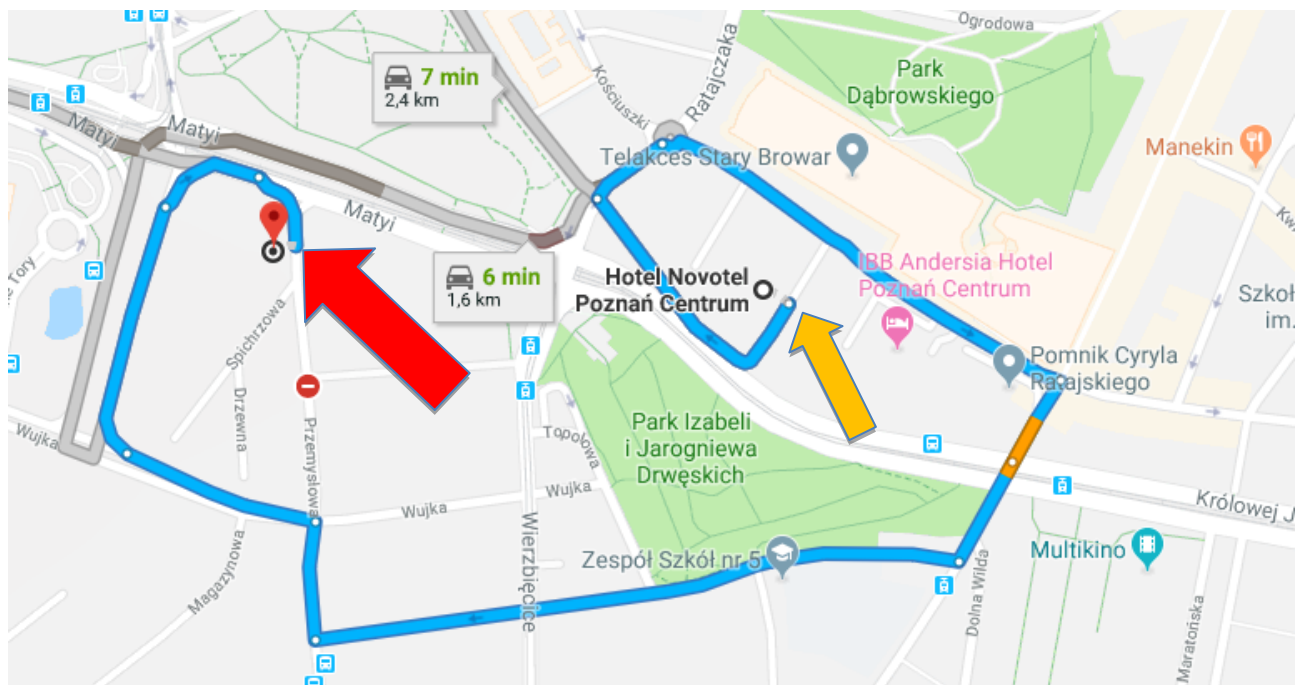 Ogrodowa
Kościuszki
Ratajczaka
Park
Dąbrowskiego
7 min
2,4 km
Matyi
Matyi
Telakces Stary Browar
Manekin
Matyi
IBB Andersia Hotel
Poznań Centrum
Hotel Novotel
Poznań Centrum
6 min
1,6 km
e Tory
Szkoł
im.
Spichrzowa
Pomnik Cyryla
Ratajskiego
Drzewna
Przemysłowa
Park Izabeli
i Jarogniewa
Drwęskich
Topolowa
Wujka
Wujka
Wujka
Królowej J
Magazynowa
Wierzbięcice
Zespół Szkół nr 5
Multikino
Dolna Wilda
Maratońska